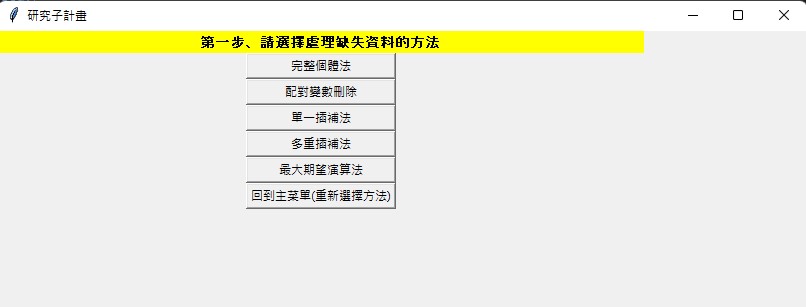 研究子計畫
第一步、請選擇處理缺失資料的方法
完整個體法
配對變數刪除
單一插補法
多重插補法
最大期望演算法
回到主菜單(重新選擇方法)